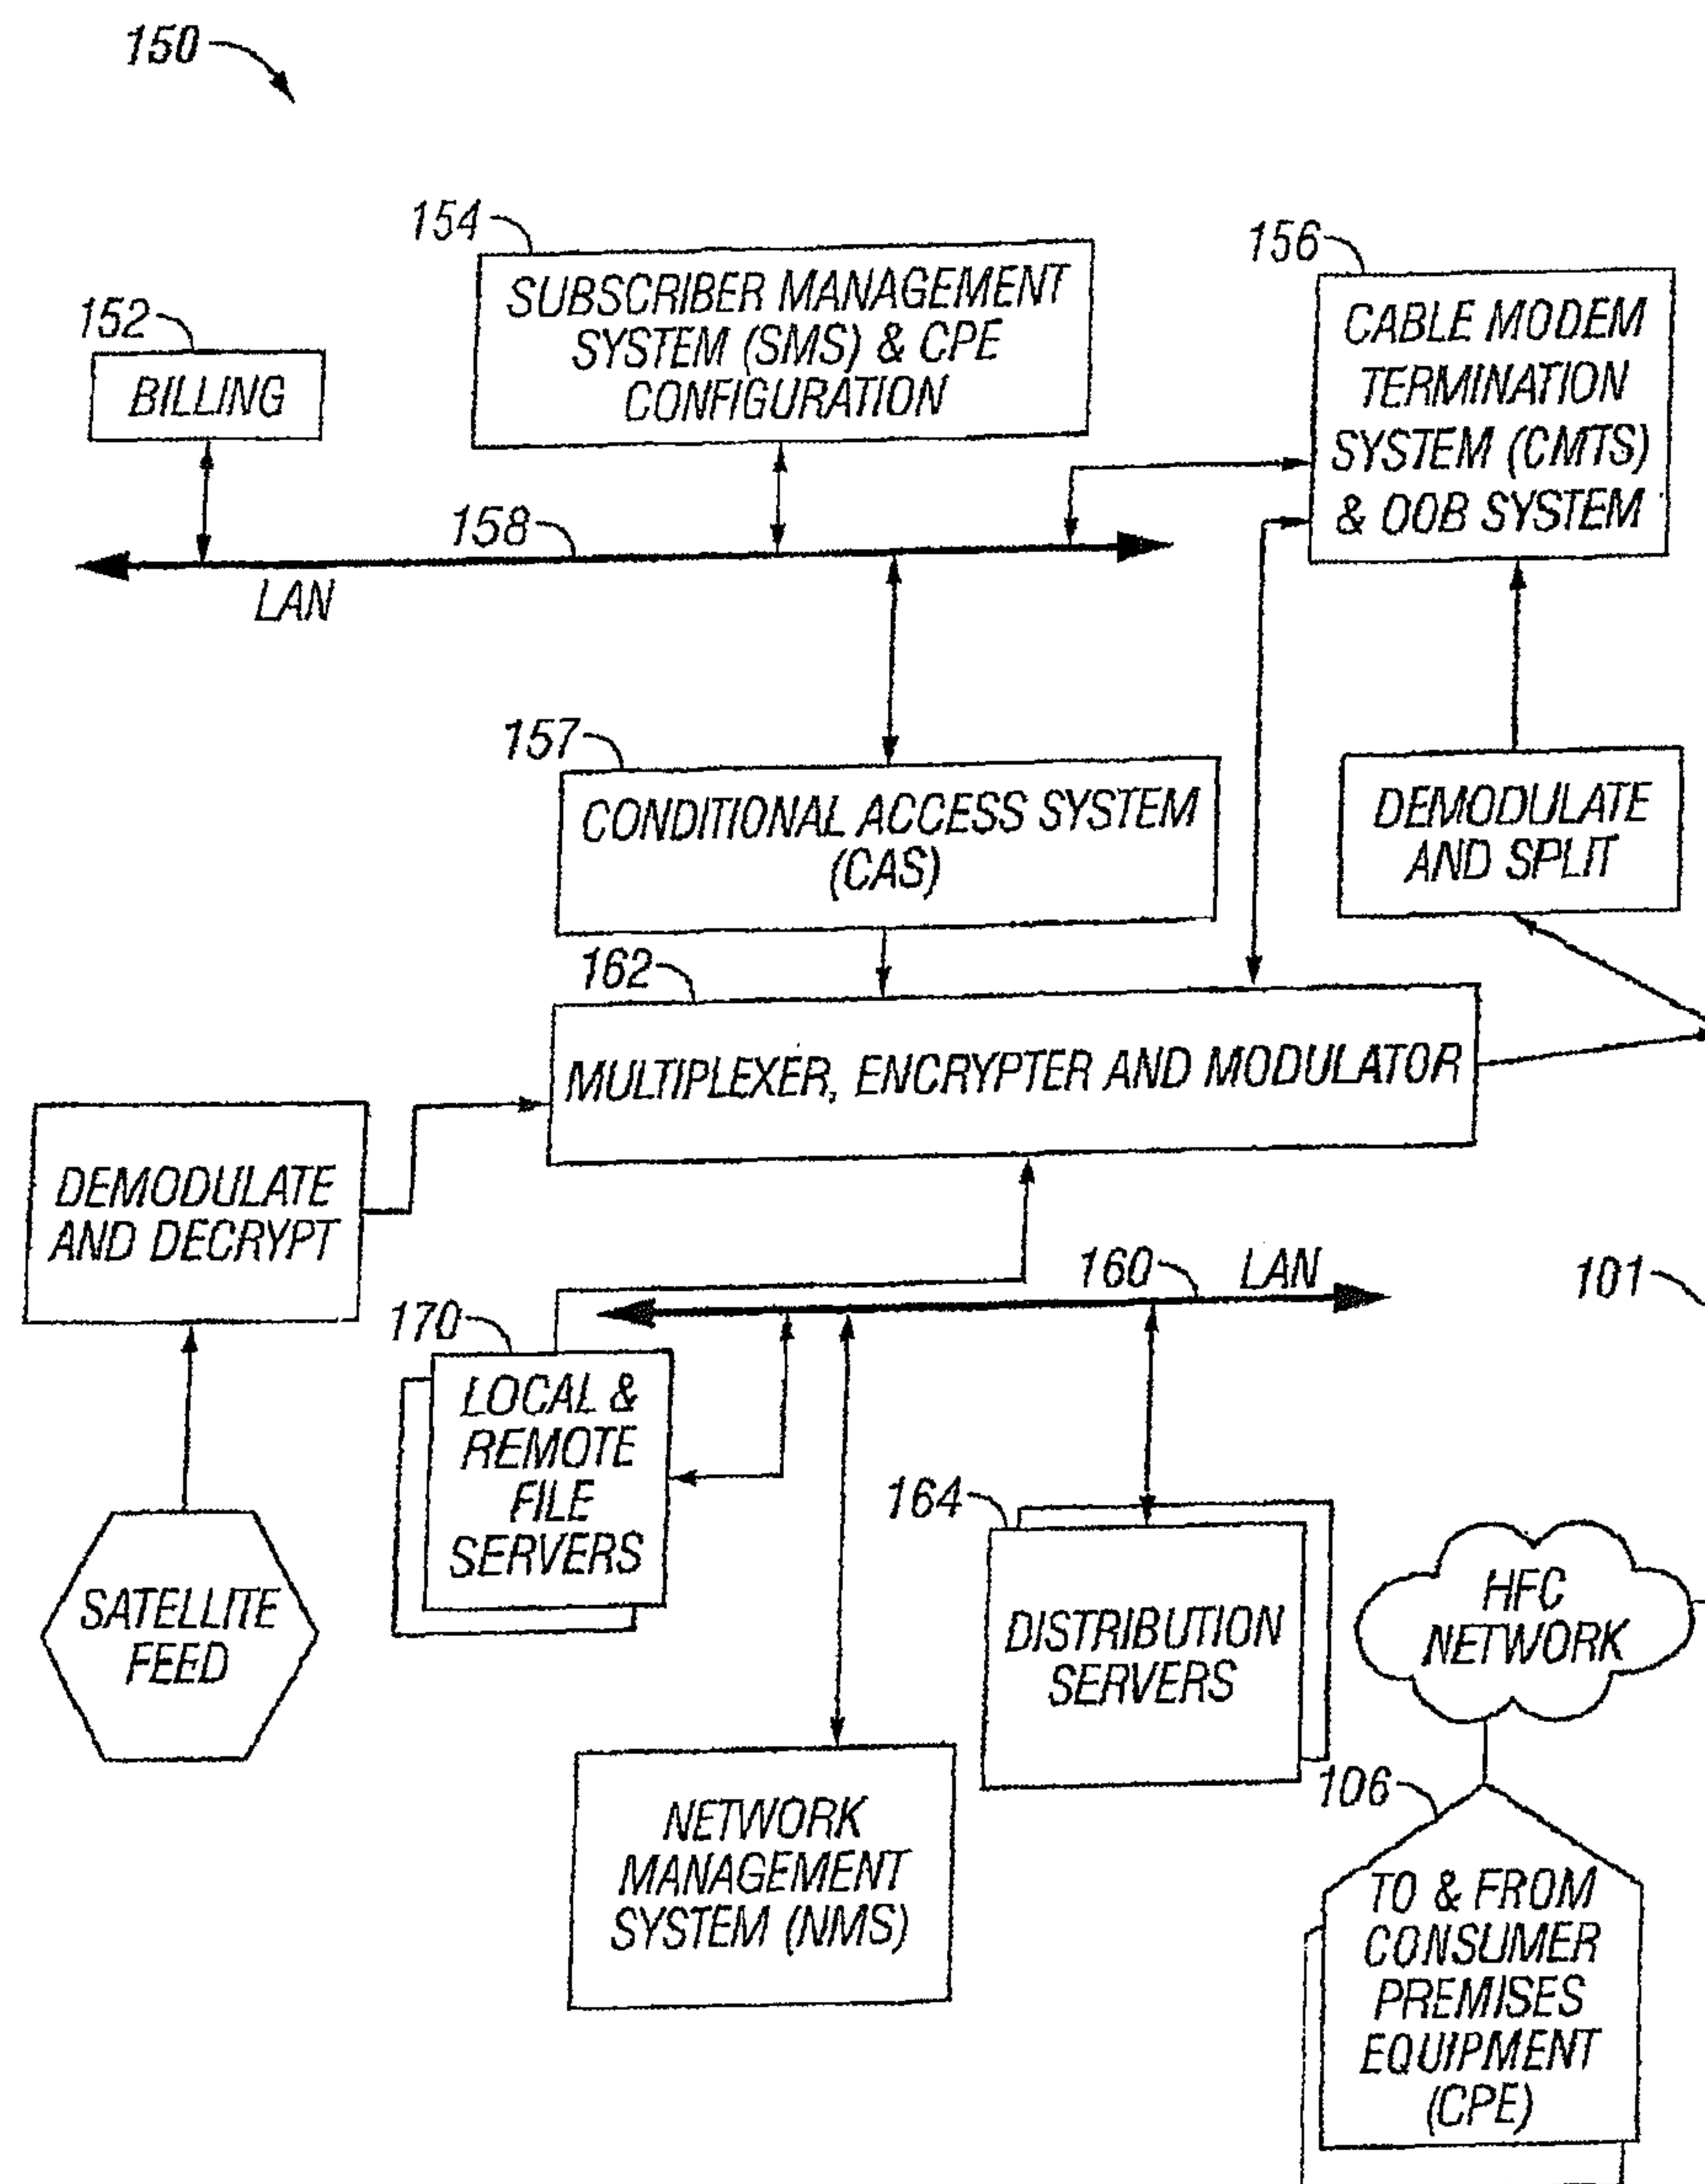 150
154
SUBSCRIBER MANAGEMENT
SYSTEM (SMS) & CPE
CONFIGURATION
156
CABLE MODEM
TERMINATION
SYSTEM (CMTS)
& OOB SYSTEM
152
BILLING
158
LAN
157
CONDITIONAL ACCESS SYSTEM
(CAS)
DEMODULATE
AND SPLIT
162
MULTIPLEXER, ENCRYPTER AND MODULATOR
DEMODULATE
AND DECRYPT
160
LAN
101
170
LOCAL &
REMOTE
FILE
SERVERS
164
DISTRIBUTION
SERVERS
HFC
NETWORK
SATELLITE
FEED
NETWORK
MANAGEMENT
SYSTEM (NMS)
106
TO & FROM
CONSUMER
PREMISES
EQUIPMENT
(CPE)